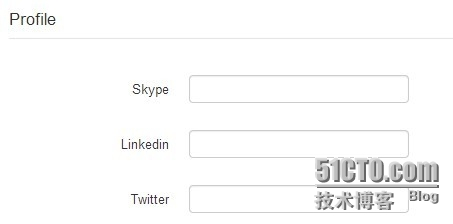 Profile
Skype
Linkedin
51CTO.com
Twitter
技术博客 Blog